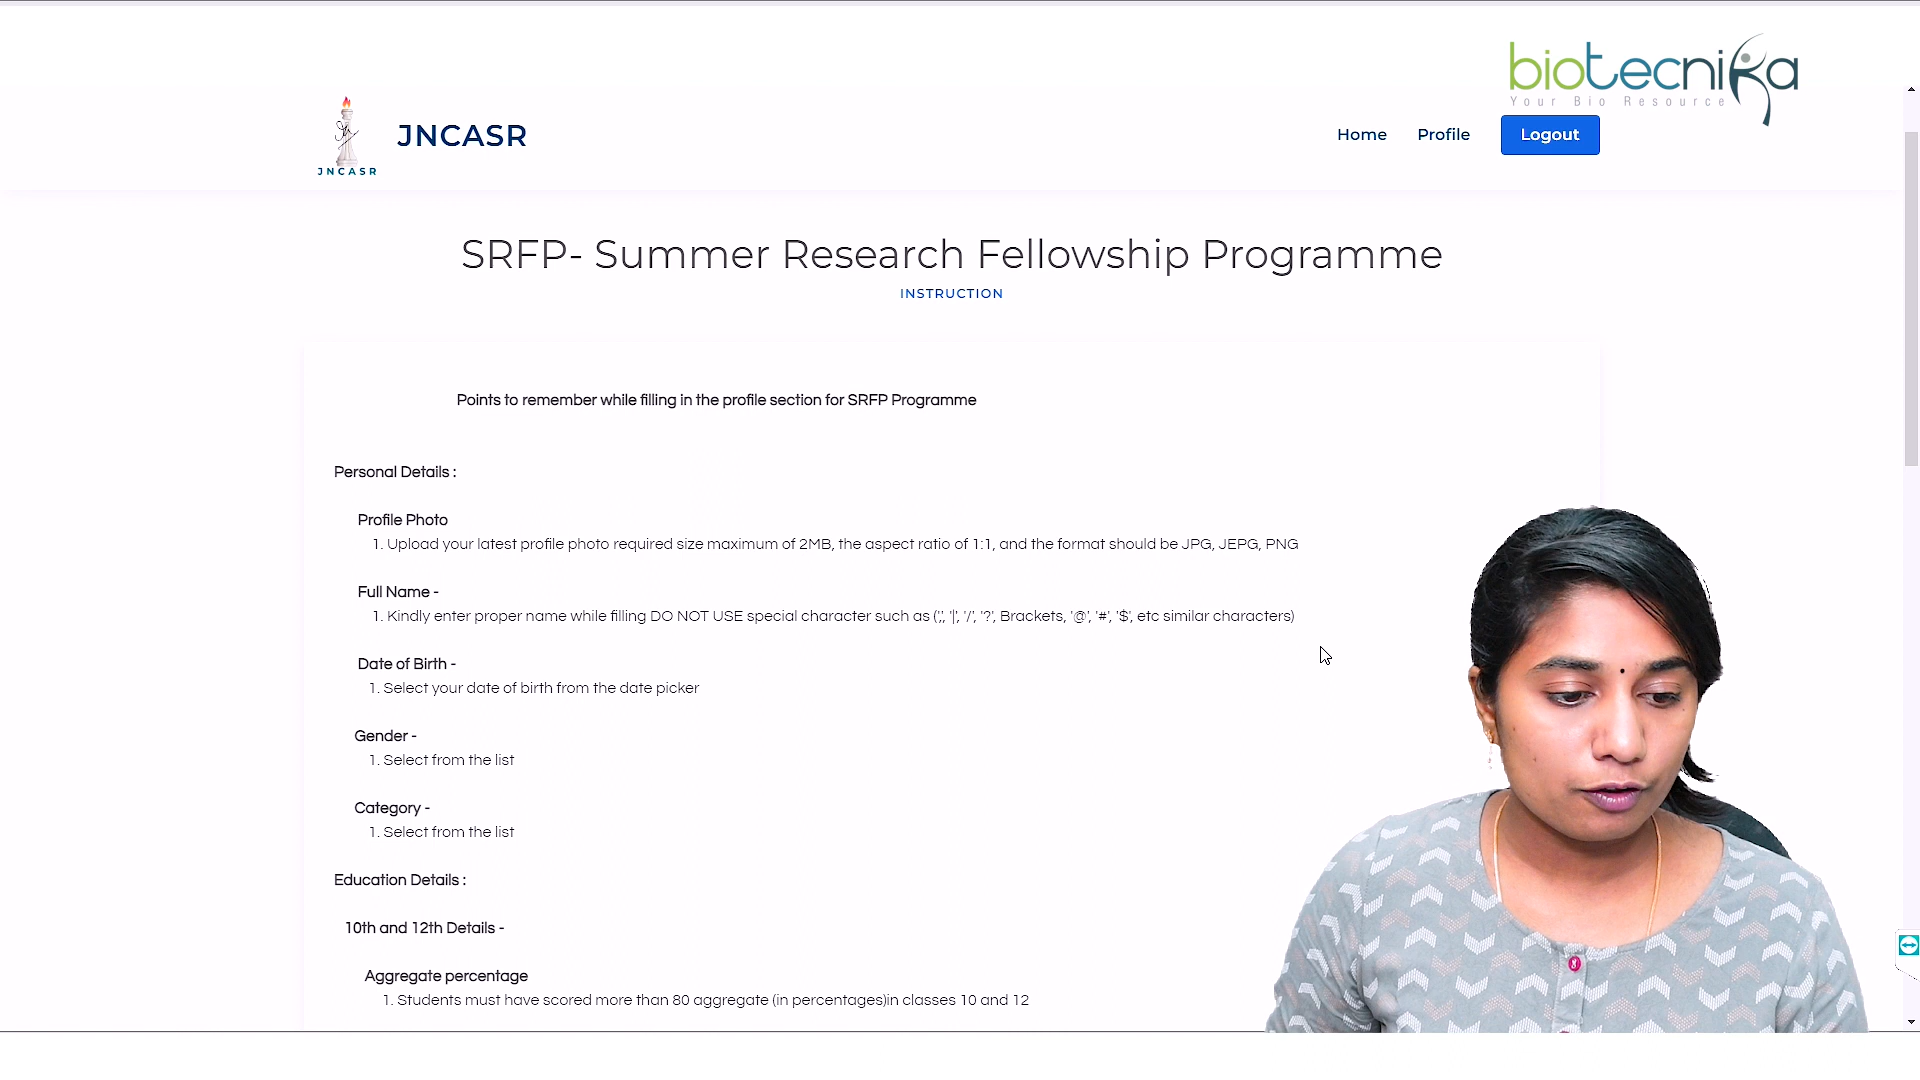 biotecnika
Your Bio Resource
JNCASR
JNCASR
Home
Profile
Logout
SRFP- Summer Research Fellowship Programme
INSTRUCTION
Points to remember while filling in the profile section for SRFP Programme
Personal Details :
Profile Photo
1. Upload your latest profile photo required size maximum of 2MB, the aspect ratio of 1:1, and the format should be JPG, JEPG, PNG
Full Name -
1. Kindly enter proper name while filling DO NOT USE special character such as (',', '|', '/', '?', Brackets, '@', '#', '$', etc similar characters)
Date of Birth -
1. Select your date of birth from the date picker
Gender -
1. Select from the list
Category -
1. Select from the list
Education Details :
10th and 12th Details -
Aggregate percentage
1. Students must have scored more than 80 aggregate (in percentages)in classes 10 and 12